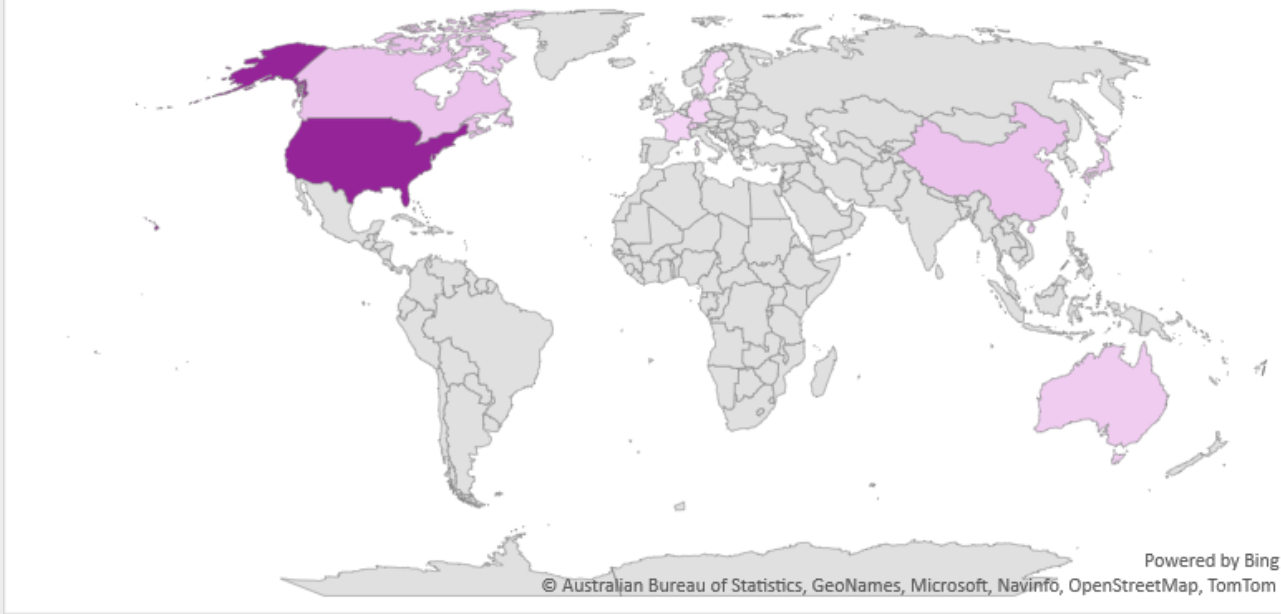 Powered by Bing
© Australian Bureau of Statistics, GeoNames, Microsoft, Navinfo, OpenStreetMap, TomTom